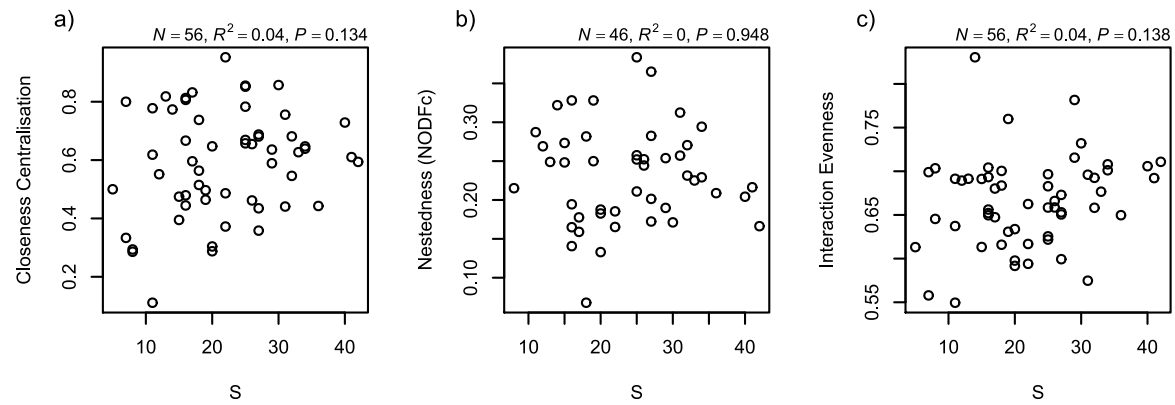 a)
N = 56, R² = 0.04, P = 0.134
Closeness Centralisation
0.8
0.6
0.4
0.2
10 20 30 40
S
b)
N = 46, R² = 0, P = 0.948
Nestedness (NODFc)
0.30
0.20
0.10
10 20 30 40
S
c)
N = 56, R² = 0.04, P = 0.138
Interaction Evenness
0.75
0.65
0.55
10 20 30 40
S